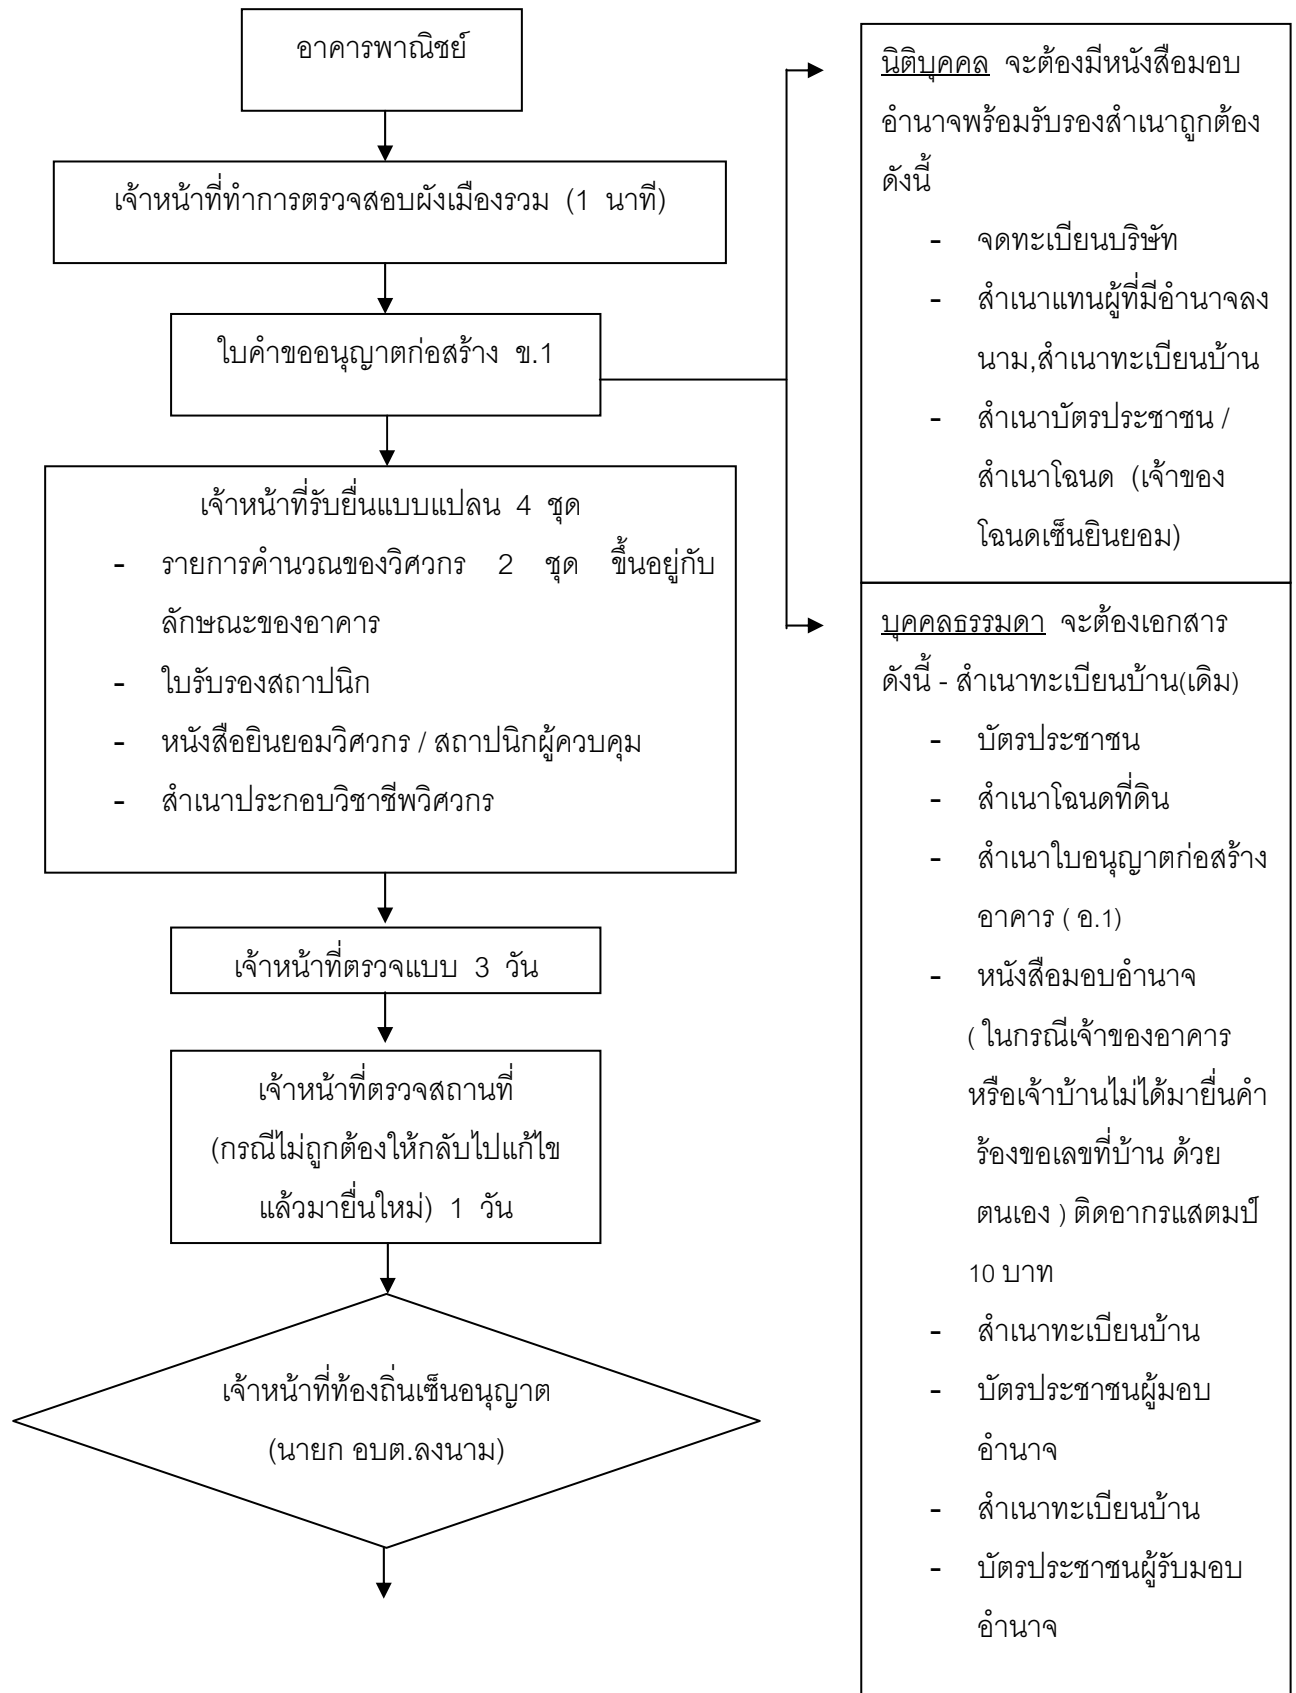 อาคารพาณิชย์
เจ้าหน้าที่ทำการตรวจสอบผังเมืองรวม (1 นาที)
ใบคำขออนุญาตก่อสร้าง ข.1
เจ้าหน้าที่รับยื่นแบบแปลน 4 ชุด
- รายการคำนวณของวิศวกร 2 ชุด ขึ้นอยู่กับ
ลักษณะของอาคาร
- ใบรับรองสถาปนิก
- หนังสือยินยอมวิศวกร / สถาปนิกผู้ควบคุม
- สำเนาประกอบวิชาชีพวิศวกร
เจ้าหน้าที่ตรวจแบบ 3 วัน
เจ้าหน้าที่ตรวจสถานที่
(กรณีไม่ถูกต้องให้กลับไปแก้ไข
แล้วมายื่นใหม่) 1 วัน
เจ้าหน้าที่ท้องถิ่นเซ็นอนุญาต
(นายก อบต.ลงนาม)
นิติบุคคล จะต้องมีหนังสือมอบ
อำนาจพร้อมรับรองสำเนาถูกต้อง
ดังนี้
- จดทะเบียนบริษัท
- สำเนาแทนผู้ที่มีอำนาจลง
นาม,สำเนาทะเบียนบ้าน
- สำเนาบัตรประชาชน /
สำเนาโฉนด (เจ้าของ
โฉนดเซ็นยินยอม)
บุคคลธรรมดา จะต้องเอกสาร
ดังนี้ - สำเนาทะเบียนบ้าน(เดิม)
- บัตรประชาชน
- สำเนาโฉนดที่ดิน
- สำเนาใบอนุญาตก่อสร้าง
อาคาร ( อ.1)
- หนังสือมอบอำนาจ
( ในกรณีเจ้าของอาคาร
หรือเจ้าบ้านไม่ได้มายื่นคำ
ร้องขอเลขที่บ้าน ด้วย
ตนเอง ) ติดอากรแสตมป์
10 บาท
- สำเนาทะเบียนบ้าน
- บัตรประชาชนผู้มอบ
อำนาจ
- สำเนาทะเบียนบ้าน
- บัตรประชาชนผู้รับมอบ
อำนาจ